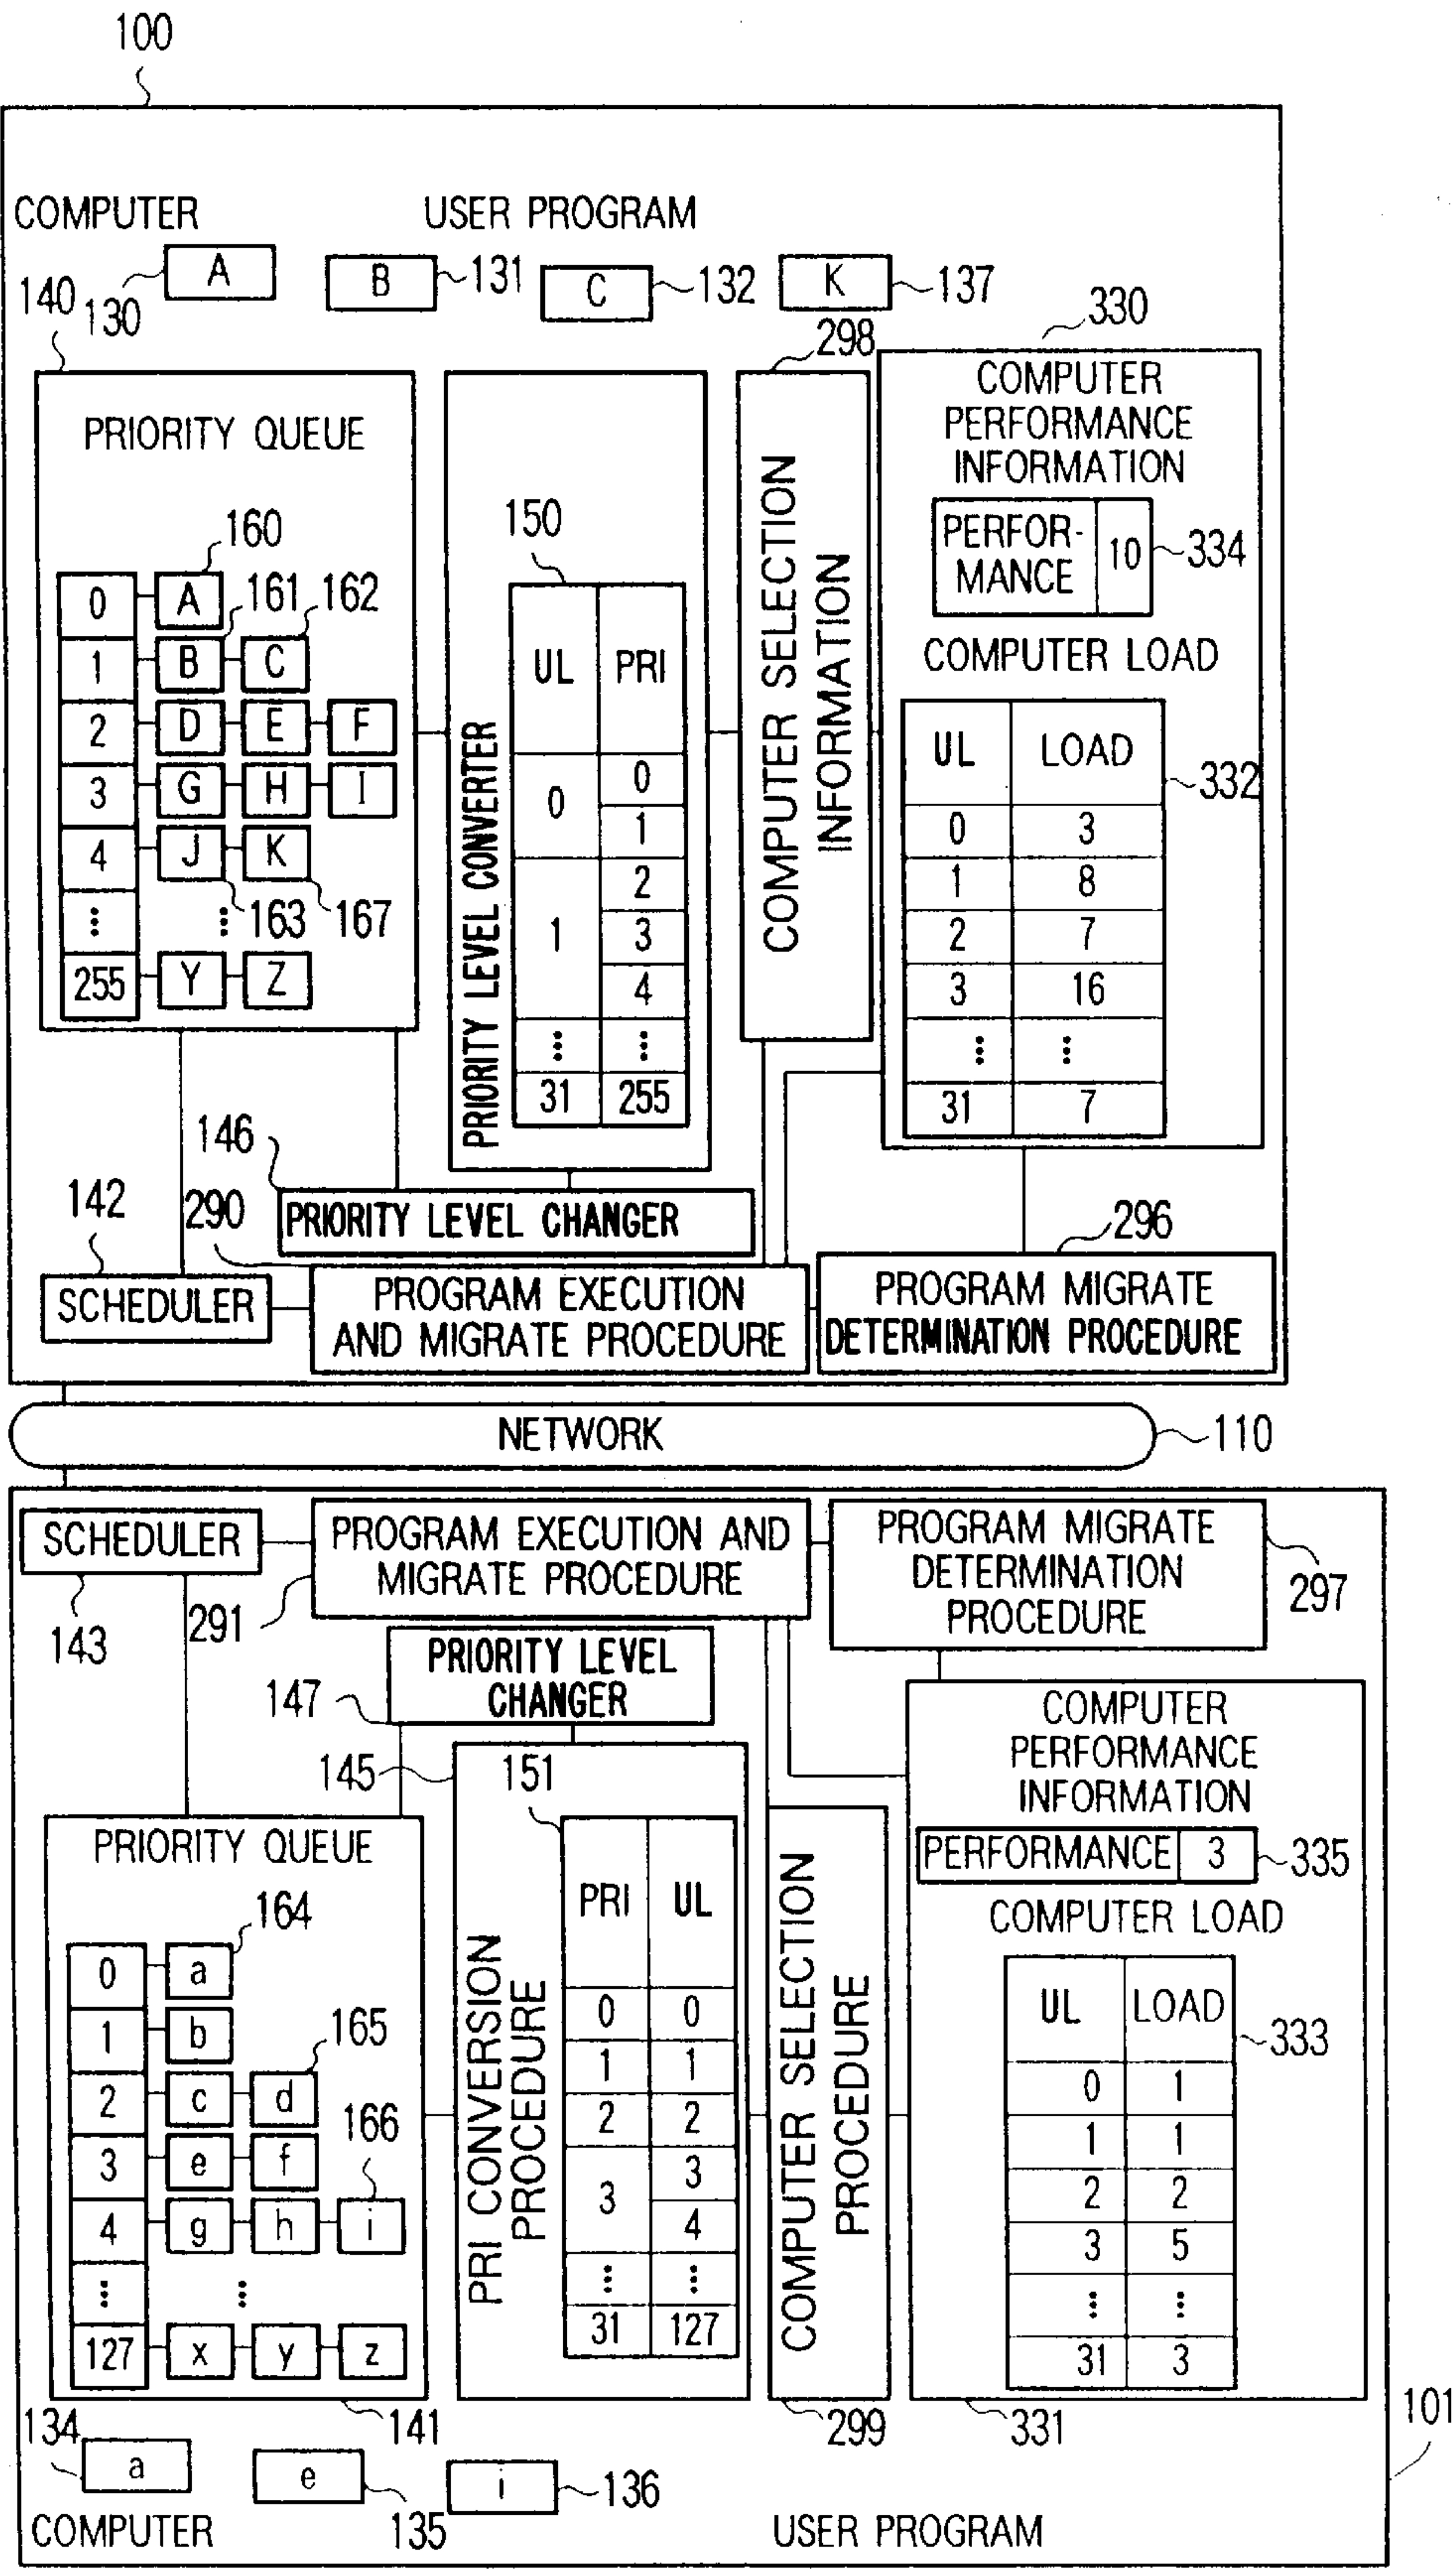 100
COMPUTER
USER PROGRAM
A
B
131
C
132
K
137
140
130
298
330
PRIORITY QUEUE
160
0
A
161
162
1
B
C
2
D
E
F
3
G
H
I
4
J
K
⋮
⋮
163
167
255
Y
Z
PRIORITY LEVEL CONVERTER
150
UL
PRI
0
0
1
1
2
3
4
⋮
⋮
31
255
COMPUTER SELECTION
INFORMATION
COMPUTER
PERFORMANCE
INFORMATION
PERFOR-
MANCE
10
334
COMPUTER LOAD
UL
LOAD
332
0
3
1
8
2
7
3
16
⋮
⋮
31
7
146
PRIORITY LEVEL CHANGER
142
290
296
SCHEDULER
PROGRAM EXECUTION
AND MIGRATE PROCEDURE
PROGRAM MIGRATE
DETERMINATION PROCEDURE
NETWORK
110
SCHEDULER
143
PROGRAM EXECUTION AND
MIGRATE PROCEDURE
291
PROGRAM MIGRATE
DETERMINATION
PROCEDURE
297
PRIORITY LEVEL
CHANGER
147
145
151
PRIORITY QUEUE
164
0
a
1
b
165
2
c
d
166
3
e
f
4
g
h
i
⋮
⋮
127
x
y
z
PRI CONVERSION
PROCEDURE
PRI
UL
0
0
1
1
2
2
3
3
4
⋮
⋮
31
127
COMPUTER SELECTION
PROCEDURE
COMPUTER
PERFORMANCE
INFORMATION
PERFORMANCE
3
335
COMPUTER LOAD
UL
LOAD
333
0
1
1
1
2
2
3
5
⋮
⋮
31
3
134
141
299
331
101
a
e
i
136
135
COMPUTER
USER PROGRAM